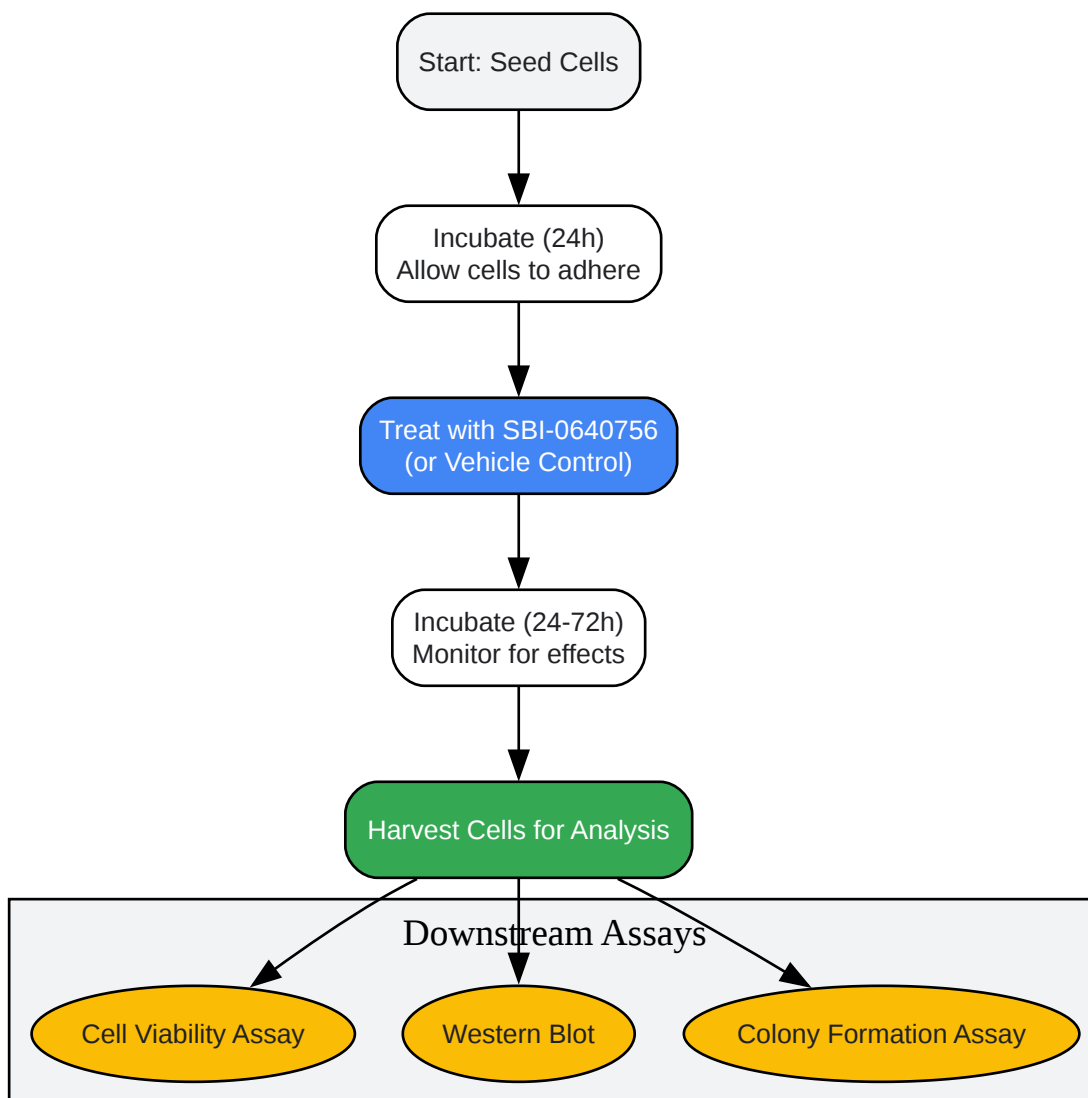 Start: Seed Cells
Incubate (24h)
Allow cells to adhere
Treat with SBI-0640756
(or Vehicle Control)
Incubate (24-72h)
Monitor for effects
Harvest Cells for Analysis
Downstream Assays
Cell Viability Assay
Western Blot
Colony Formation Assay